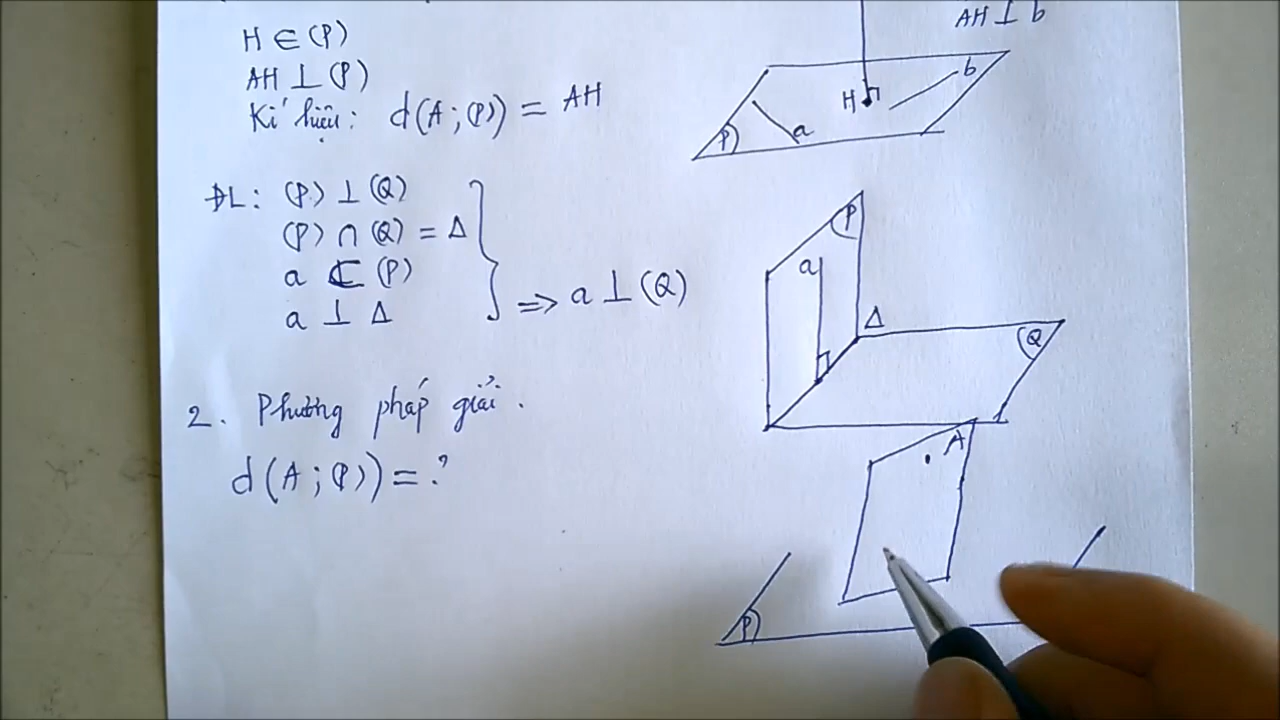 H ∈ (P)
AH ⊥ (P)
Kí hiệu: d(A; (P)) = AH
ĐL: (P) ⊥ (Q)
(P) ∩ (Q) = Δ
a ⊂ (P)
a ⊥ Δ
=> a ⊥ (Q)
2. Phương pháp giải.
d(A; (P)) = ?
AH ⊥ b
b
H
a
(P)
P
a
Δ
Q
A
(P)